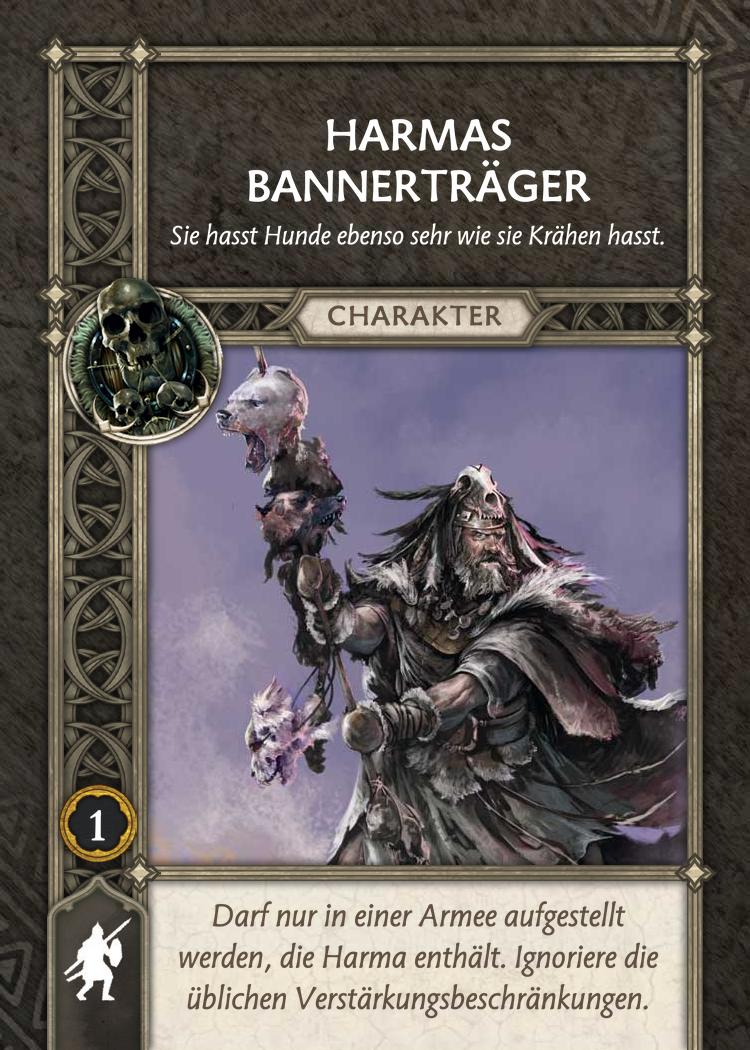 HARMAS
BANNERTRÄGER
Sie hasst Hunde ebenso sehr wie sie Krähen hasst.
CHARAKTER
1
Darf nur in einer Armee aufgestellt
werden, die Harma enthält. Ignoriere die
üblichen Verstärkungsbeschränkungen.